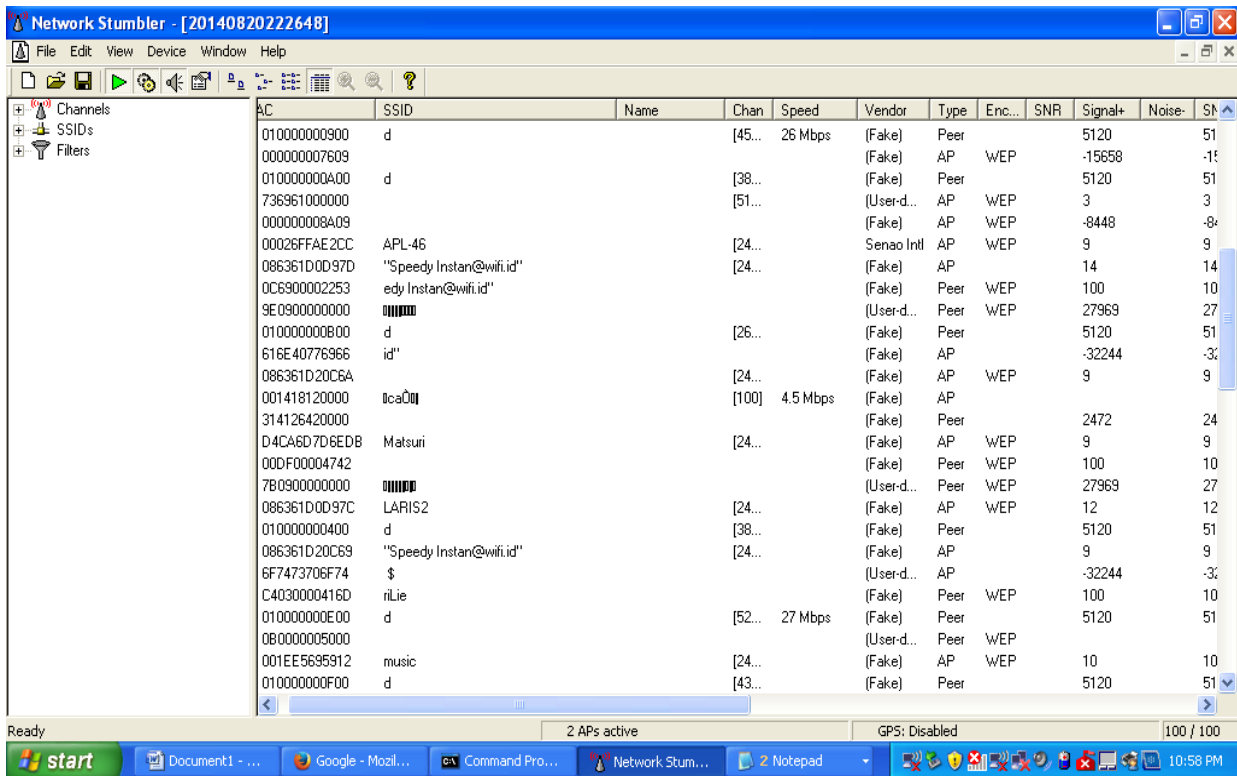 Network Stumbler - [20140820222648]
File Edit View Device Window Help
Channels
SSIDs
Filters
AC SSID Name Chan Speed Vendor Type Enc... SNR Signal+ Noise- SN
010000000900 d [45... 26 Mbps (Fake) Peer 5120 51
000000007609 (Fake) AP WEP -15658 -15
010000000A00 d [38... (Fake) Peer 5120 51
736961000000 [51... (User-d... AP WEP 3 3
000000008A09 (Fake) AP WEP -8448 -84
00026FFAE2CC APL-46 [24... Senao Intl AP WEP 9 9
086361D0D97D "Speedy Instan@wifi.id" [24... (Fake) AP 14 14
0C6900002253 edy Instan@wifi.id" (Fake) Peer WEP 100 10
9E0900000000 (User-d... Peer WEP 27969 27
010000000B00 d [26... (Fake) Peer 5120 51
616E40776966 id" (Fake) AP -32244 -32
086361D20C6A [24... (Fake) AP WEP 9 9
001418120000 caÒ [100] 4.5 Mbps (Fake) AP
314126420000 (Fake) Peer 2472 24
D4CA6D7D6EDB Matsuri [24... (Fake) AP WEP 9 9
00DF00004742 (Fake) Peer WEP 100 10
7B0900000000 (User-d... Peer WEP 27969 27
086361D0D97C LARIS2 [24... (Fake) AP WEP 12 12
010000000400 d [38... (Fake) Peer 5120 51
086361D20C69 "Speedy Instan@wifi.id" [24... (Fake) AP 9 9
6F7473706F74 $ (User-d... AP -32244 -32
C4030000416D riLie (Fake) Peer WEP 100 10
010000000E00 d [52... 27 Mbps (Fake) Peer 5120 51
0B0000005000 (User-d... Peer WEP
001EE5695912 music [24... (Fake) AP WEP 10 10
010000000F00 d [43... (Fake) Peer 5120 51
Ready 2 APs active GPS: Disabled 100 / 100
start Document1 - ... Google - Mozil... Command Pro... Network Stum... 2 Notepad 10:58 PM